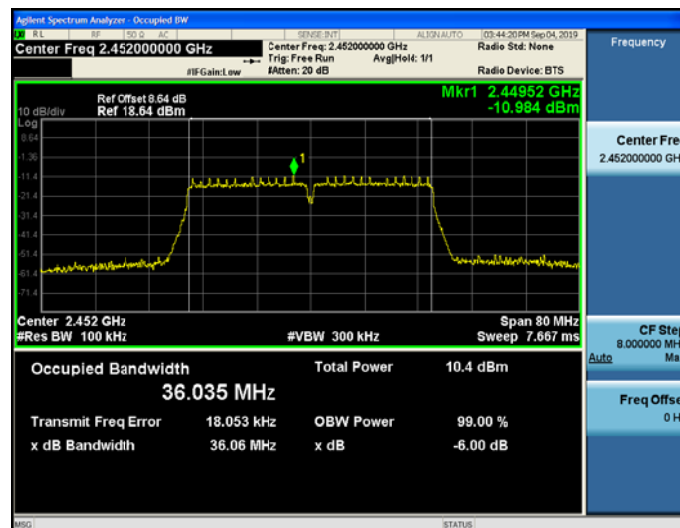 Agilent Spectrum Analyzer - Occupied BW
RL RF 50 Ω AC SENSE:INT ALIGN AUTO 03:44:20 PM Sep 04, 2019
Center Freq 2.452000000 GHz
Center Freq: 2.452000000 GHz
Radio Std: None
Trig: Free Run Avg|Hold: 1/1
#IFGain:Low #Atten: 20 dB Radio Device: BTS
Frequency
Mkr1 2.44952 GHz
-10.984 dBm
Ref Offset 8.64 dB
10 dB/div Ref 18.64 dBm
Log
8.64
-1.36
-11.4
-21.4
-31.4
-41.4
-51.4
-61.4
-71.4
1
Center 2.452 GHz Span 80 MHz
#Res BW 100 kHz #VBW 300 kHz Sweep 7.667 ms
Center Fre
2.452000000 GH
CF Step
8.000000 MH
Auto Ma
Freq Offse
0 H
Occupied Bandwidth Total Power 10.4 dBm
36.035 MHz
Transmit Freq Error 18.053 kHz OBW Power 99.00 %
x dB Bandwidth 36.06 MHz x dB -6.00 dB
MSG STATUS